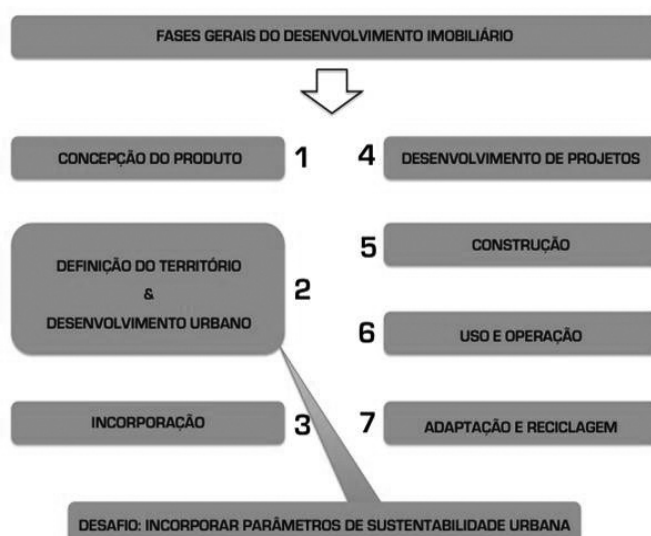 FASES GERAIS DO DESENVOLVIMENTO IMOBILIÁRIO
CONCEPÇÃO DO PRODUTO
1
DEFINIÇÃO DO TERRITÓRIO
&
DESENVOLVIMENTO URBANO
2
INCORPORAÇÃO
3
4
DESENVOLVIMENTO DE PROJETOS
5
CONSTRUÇÃO
6
USO E OPERAÇÃO
7
ADAPTAÇÃO E RECICLAGEM
DESAFIO: INCORPORAR PARÂMETROS DE SUSTENTABILIDADE URBANA